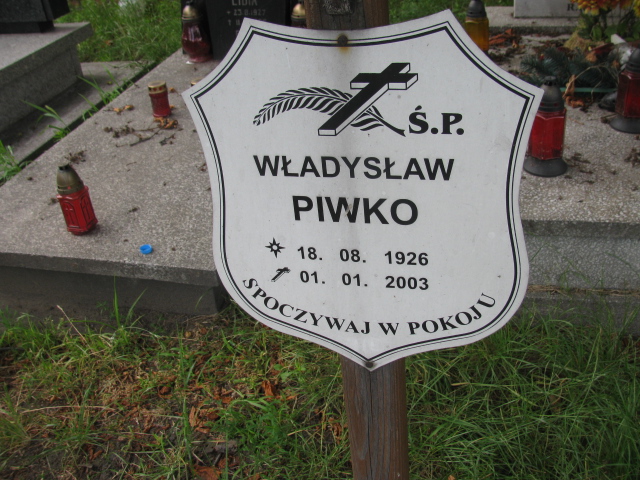 Ś.P.
WŁADYSŁAW
PIWKO
18. 08. 1926
01. 01. 2003
SPOCZYWAJ W POKOJU